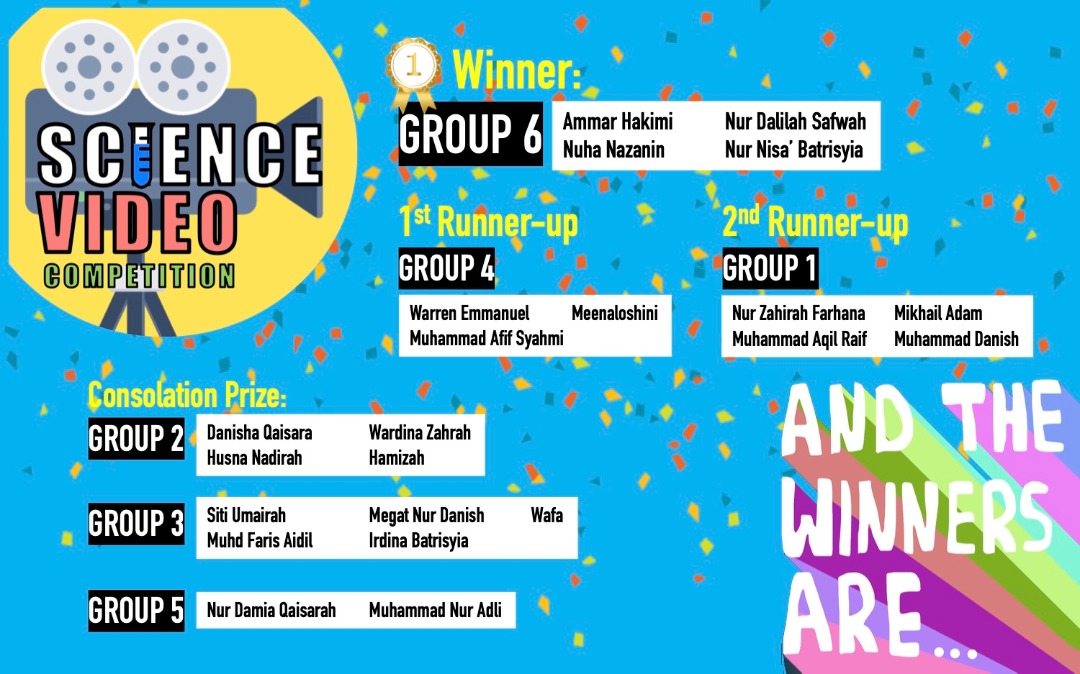 SCIENCE
VIDEO
COMPETITION
1 Winner:
GROUP 6
Ammar Hakimi Nur Dalilah Safwah
Nuha Nazanin Nur Nisa' Batrisyia
1st Runner-up
GROUP 4
Warren Emmanuel Meenaloshini
Muhammad Afif Syahmi
2nd Runner-up
GROUP 1
Nur Zahirah Farhana Mikhail Adam
Muhammad Aqil Raif Muhammad Danish
Consolation Prize:
GROUP 2
Danisha Qaisara Wardina Zahrah
Husna Nadirah Hamizah
GROUP 3
Siti Umairah Megat Nur Danish Wafa
Muhd Faris Aidil Irdina Batrisyia
GROUP 5
Nur Damia Qaisarah Muhammad Nur Adli
AND THE
WINNERS
ARE...